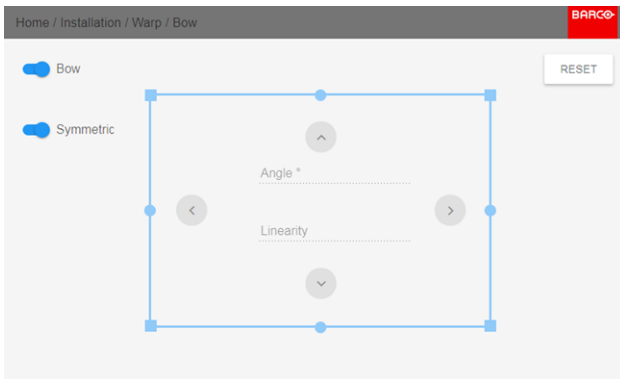 Home / Installation / Warp / Bow
BARCO
Bow
RESET
Symmetric
Angle *
Linearity